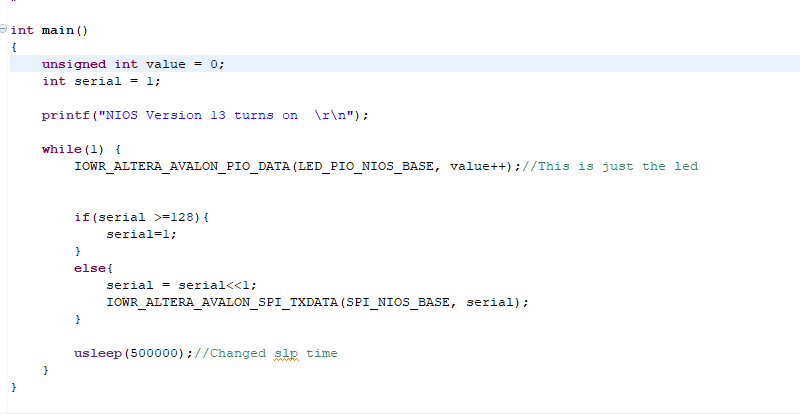 int main()
{
    unsigned int value = 0;
    int serial = 1;
    printf("NIOS Version 13 turns on  \r\n");
    while(1) {
        IOWR_ALTERA_AVALON_PIO_DATA(LED_PIO_NIOS_BASE, value++);//This is just the led
        if(serial >=128){
            serial=1;
        }
        else{
            serial = serial<<1;
            IOWR_ALTERA_AVALON_SPI_TXDATA(SPI_NIOS_BASE, serial);
        }
        usleep(500000);//Changed slp time
    }
}